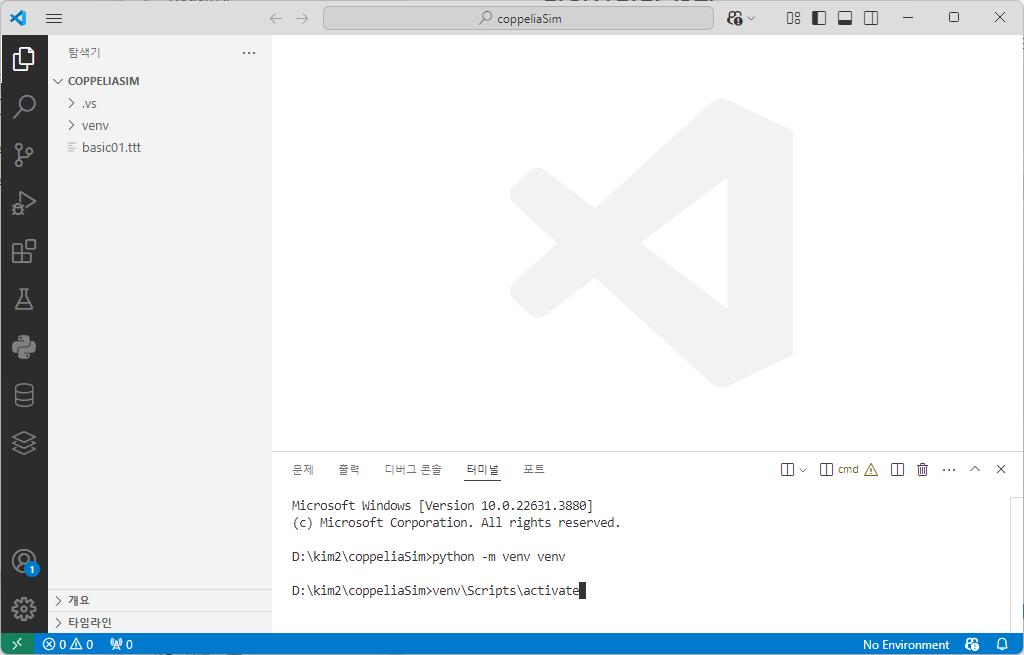 coppeliaSim
탐색기
COPPELIASIM
.vs
venv
basic01.ttt
문제 출력 디버그 콘솔 터미널 포트
cmd
Microsoft Windows [Version 10.0.22631.3880]
(c) Microsoft Corporation. All rights reserved.
D:\kim2\coppeliaSim>python -m venv venv
D:\kim2\coppeliaSim>venv\Scripts\activate
개요
타임라인
1
0 0 0 No Environment